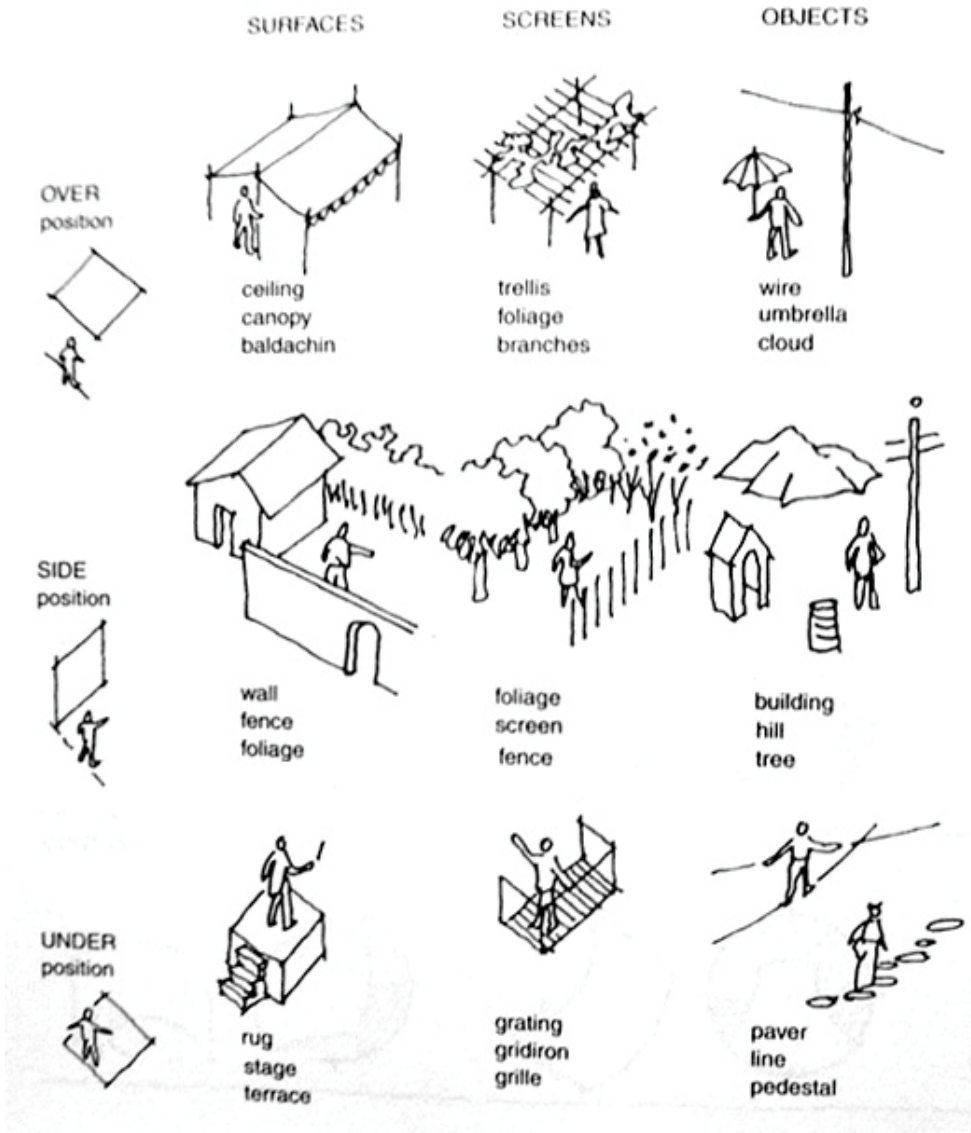 SURFACES
SCREENS
OBJECTS
OVER
position
ceiling
canopy
baldachin
trellis
foliage
branches
wire
umbrella
cloud
SIDE
position
wall
fence
foliage
foliage
screen
fence
building
hill
tree
UNDER
position
rug
stage
terrace
grating
gridiron
grille
paver
line
pedestal